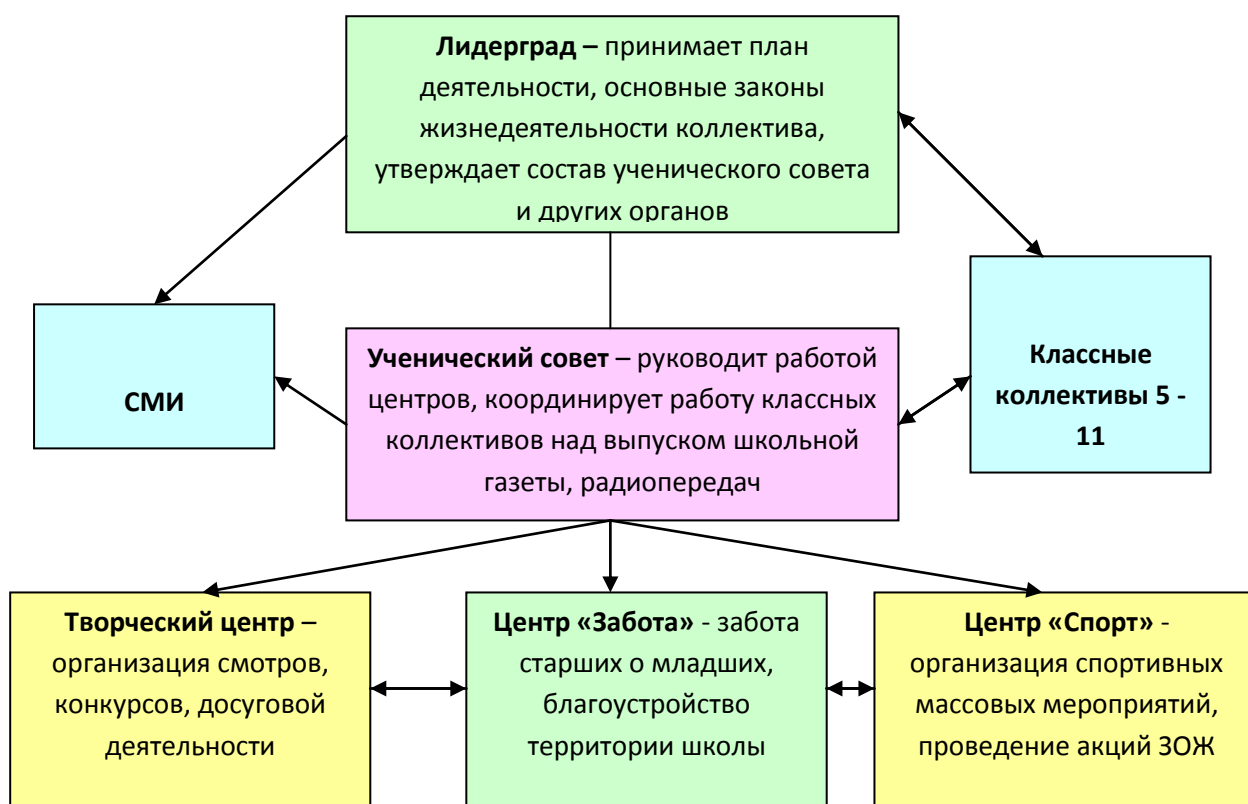 Лидерград – принимает план
деятельности, основные законы
жизнедеятельности коллектива,
утверждает состав ученического совета
и других органов
СМИ
Ученический совет – руководит работой
центров, координирует работу классных
коллективов над выпуском школьной
газеты, радиопередач
Классные
коллективы 5 -
11
Творческий центр –
организация смотров,
конкурсов, досуговой
деятельности
Центр «Забота» - забота
старших о младших,
благоустройство
территории школы
Центр «Спорт» -
организация спортивных
массовых мероприятий,
проведение акций ЗОЖ